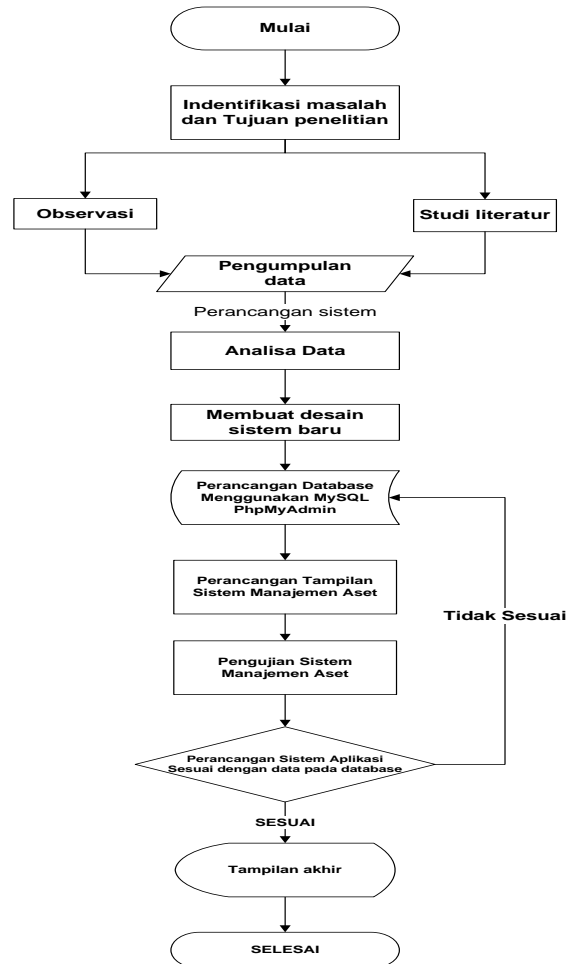 Mulai
Indentifikasi masalah
dan Tujuan penelitian
Observasi
Studi literatur
Pengumpulan
data
Perancangan sistem
Analisa Data
Membuat desain
sistem baru
Perancangan Database
Menggunakan MySQL
PhpMyAdmin
Perancangan Tampilan
Sistem Manajemen Aset
Tidak Sesuai
Pengujian Sistem
Manajemen Aset
Perancangan Sistem Aplikasi
Sesuai dengan data pada database
SESUAI
Tampilan akhir
SELESAI